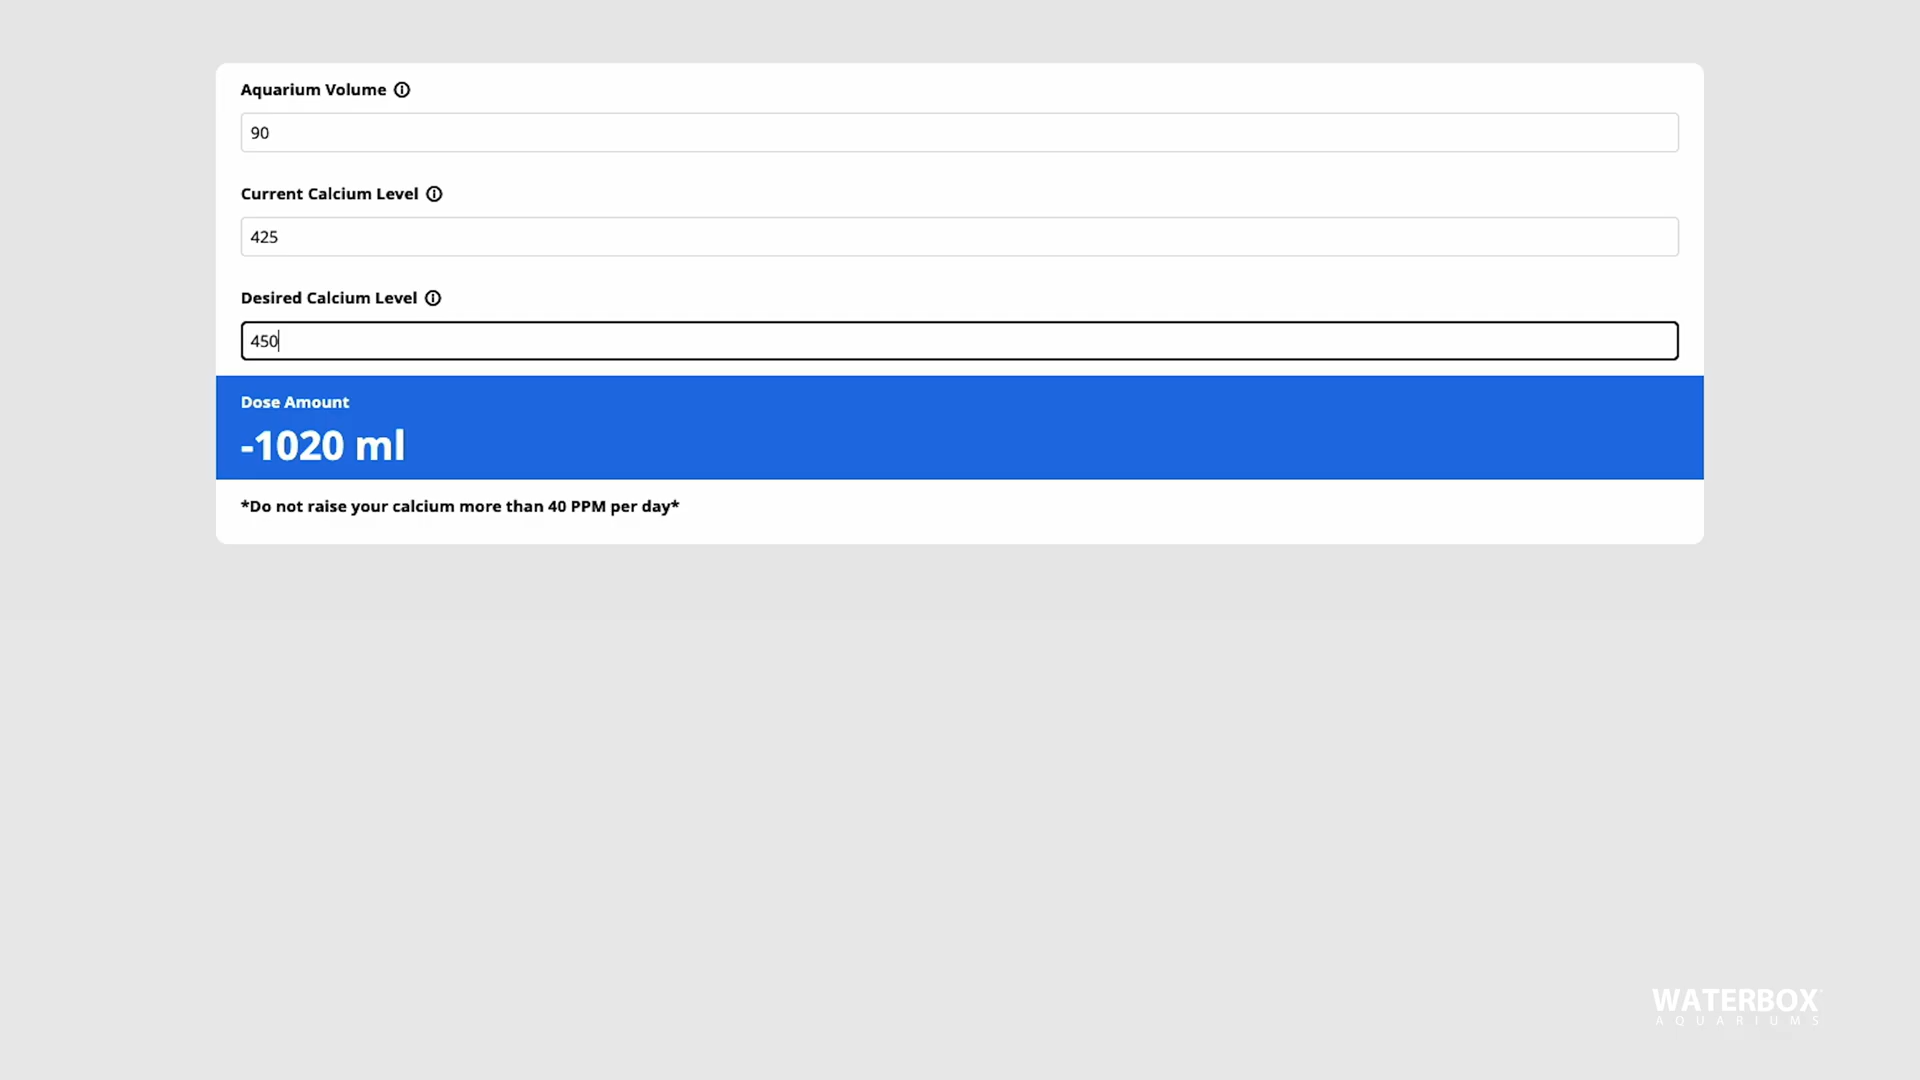 Aquarium Volume
90
Current Calcium Level
425
Desired Calcium Level
450
Dose Amount
-1020 ml
*Do not raise your calcium more than 40 PPM per day*
WATERBOX
AQUARIUMS